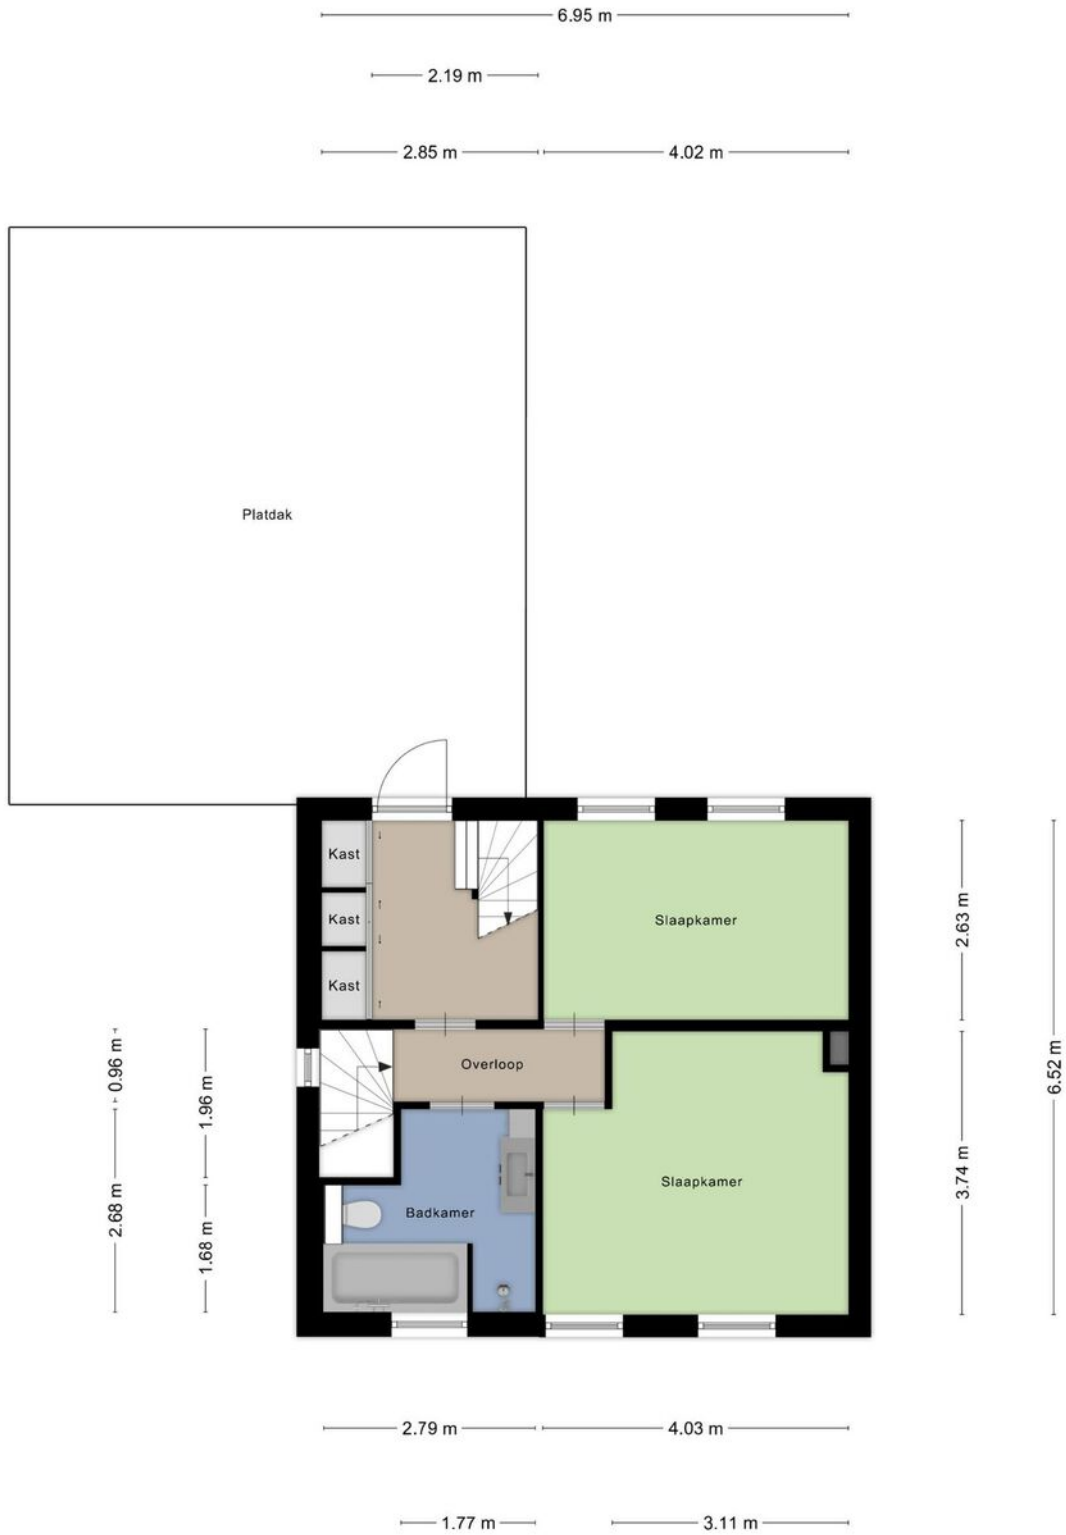 6.95 m
2.19 m
2.85 m
4.02 m
Platdak
Kast
Kast
Kast
Slaapkamer
2.63 m
Overloop
0.96 m
1.96 m
6.52 m
Slaapkamer
3.74 m
Badkamer
2.68 m
1.68 m
2.79 m
4.03 m
1.77 m
3.11 m